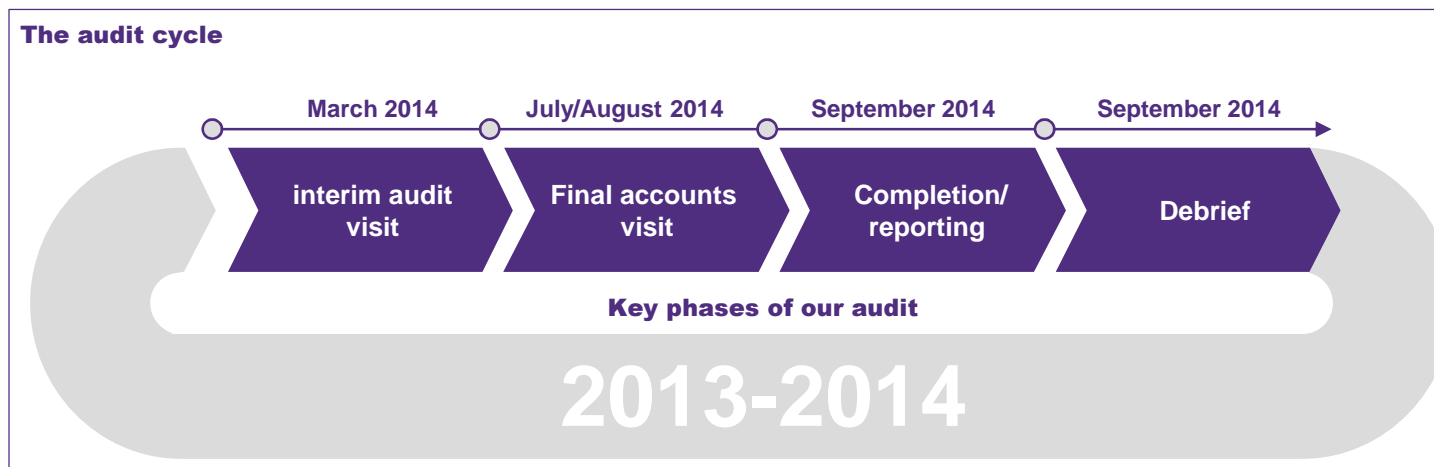 The audit cycle
March 2014
July/August 2014
September 2014
September 2014
interim audit
visit
Final accounts
visit
Completion/
reporting
Debrief
Key phases of our audit
2013-2014